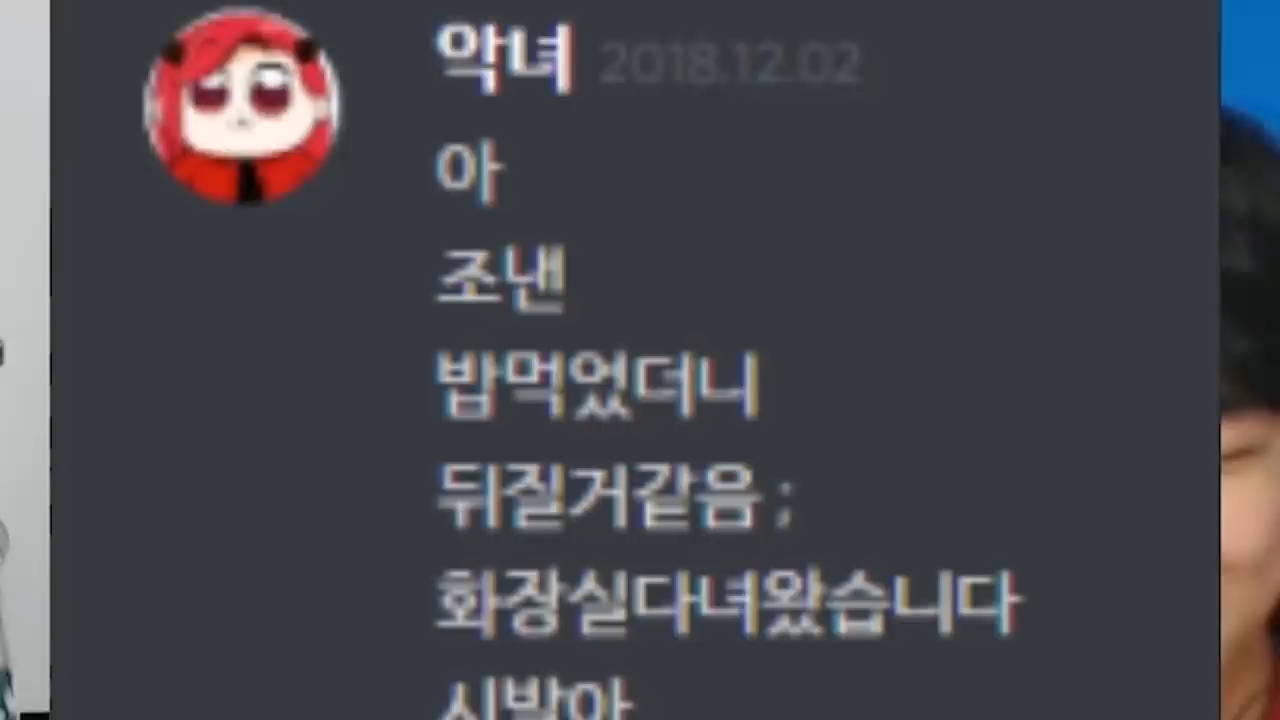 악녀 2018.12.02
아
조낸
밥먹었더니
뒤질거같음 ;
화장실다녀왔습니다
시발아